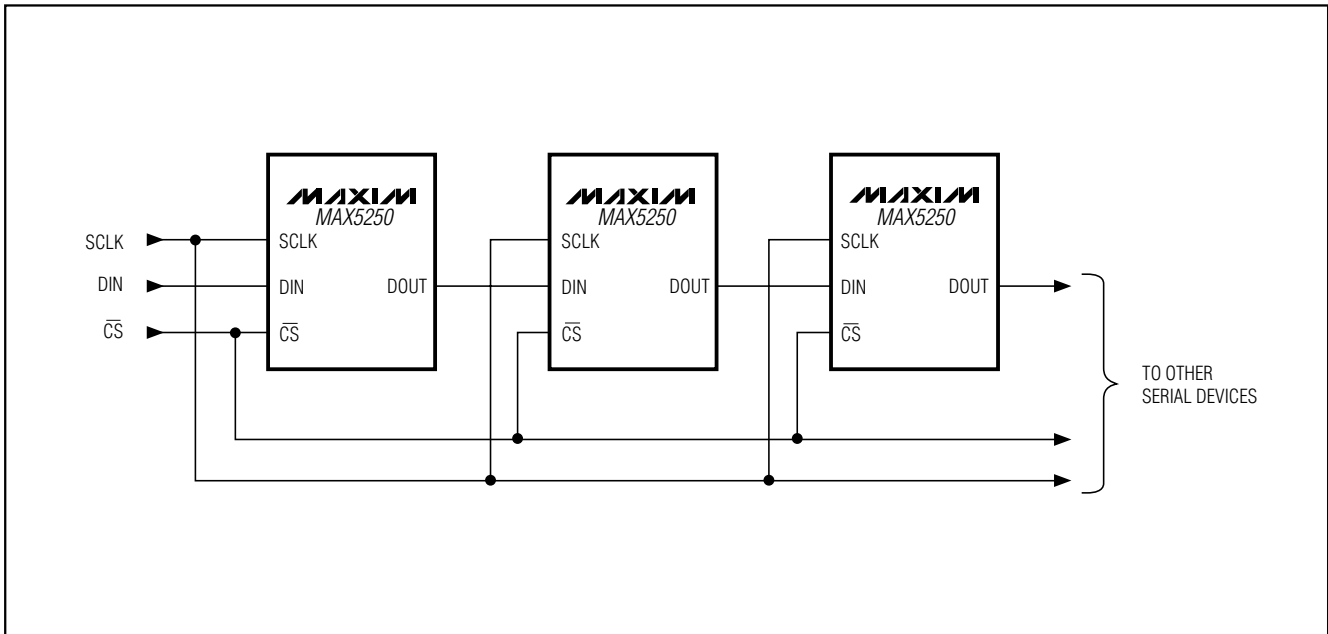 MAXIM
MAX5250
SCLK
DIN
CS
DOUT
MAXIM
MAX5250
SCLK
DIN
CS
DOUT
MAXIM
MAX5250
SCLK
DIN
CS
DOUT
SCLK
DIN
CS
TO OTHER
SERIAL DEVICES